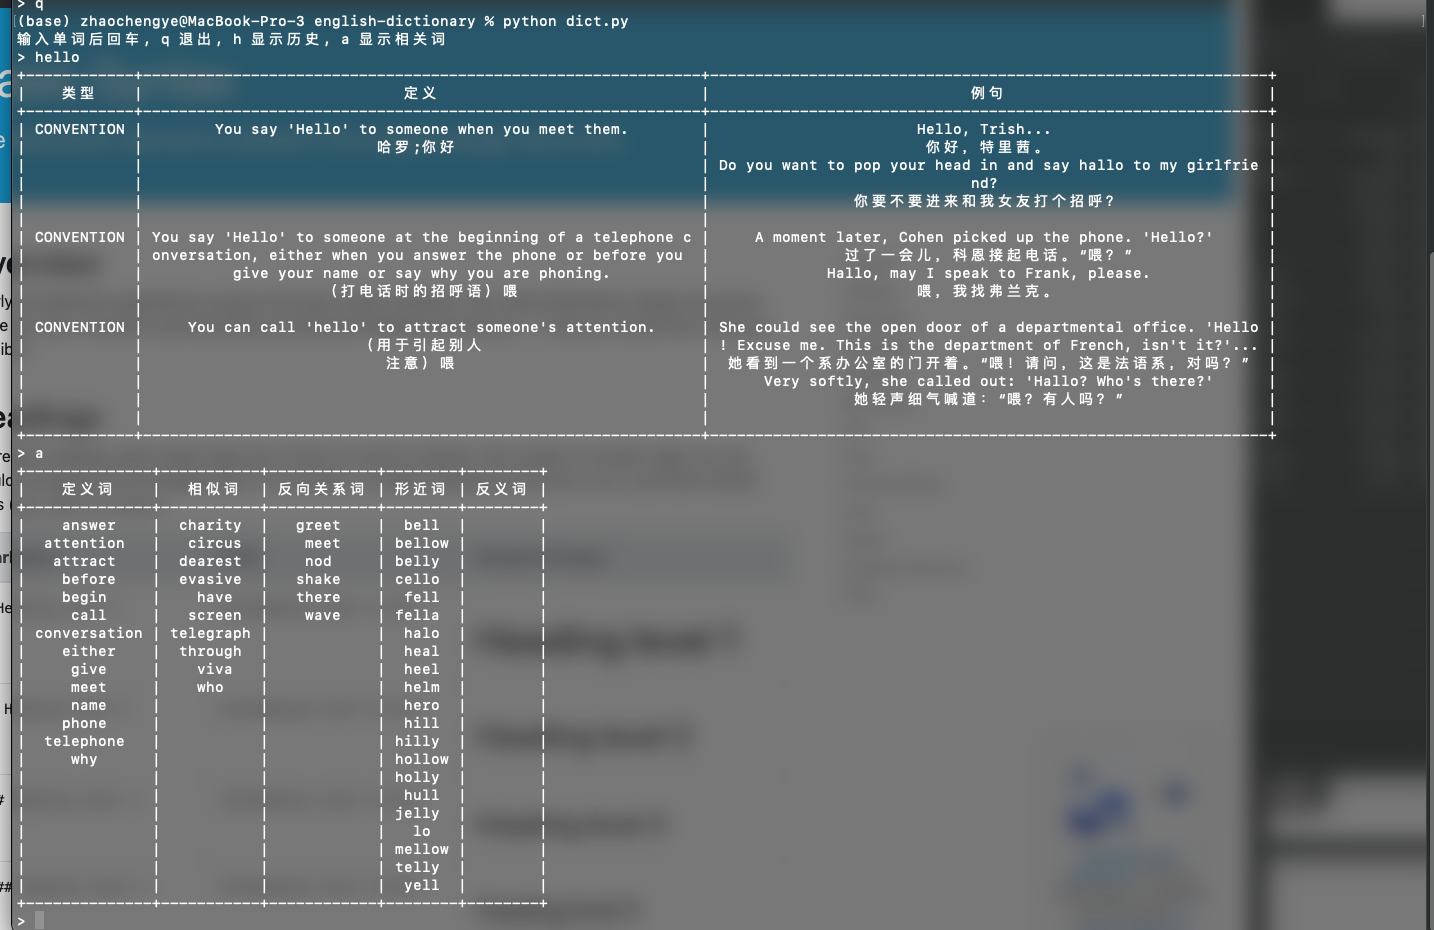 > q
(base) zhaochengye@MacBook-Pro-3 english-dictionary % python dict.py
输入单词后回车, q 退出, h 显示历史, a 显示相关词
> hello
类型 定义 例句
CONVENTION You say 'Hello' to someone when you meet them. Hello, Trish...
哈罗;你好 你好，特里茜。
Do you want to pop your head in and say hallo to my girlfrie
nd?
你要不要进来和我女友打个招呼?
CONVENTION You say 'Hello' to someone at the beginning of a telephone c A moment later, Cohen picked up the phone. 'Hello?'
onversation, either when you answer the phone or before you 过了一会儿，科恩接起电话。“喂？”
give your name or say why you are phoning. Hallo, may I speak to Frank, please.
(打电话时的招呼语) 喂 喂，我找弗兰克。
CONVENTION You can call 'hello' to attract someone's attention. She could see the open door of a departmental office. 'Hello
(用于引起别人 ! Excuse me. This is the department of French, isn't it?'...
注意) 喂 她看到一个系办公室的门开着。“喂！请问，这是法语系，对吗？”
Very softly, she called out: 'Hallo? Who's there?'
她轻声细气喊道：“喂？有人吗？”
> a
定义词 相似词 反向关系词 形近词 反义词
answer charity greet bell
attention circus meet bellow
attract dearest nod belly
before evasive shake cello
begin have there fell
call screen wave fella
conversation telegraph halo
either through heal
give viva heel
meet who helm
name hero
phone hill
telephone hilly
why hollow
holly
hull
jelly
lo
mellow
telly
yell
>